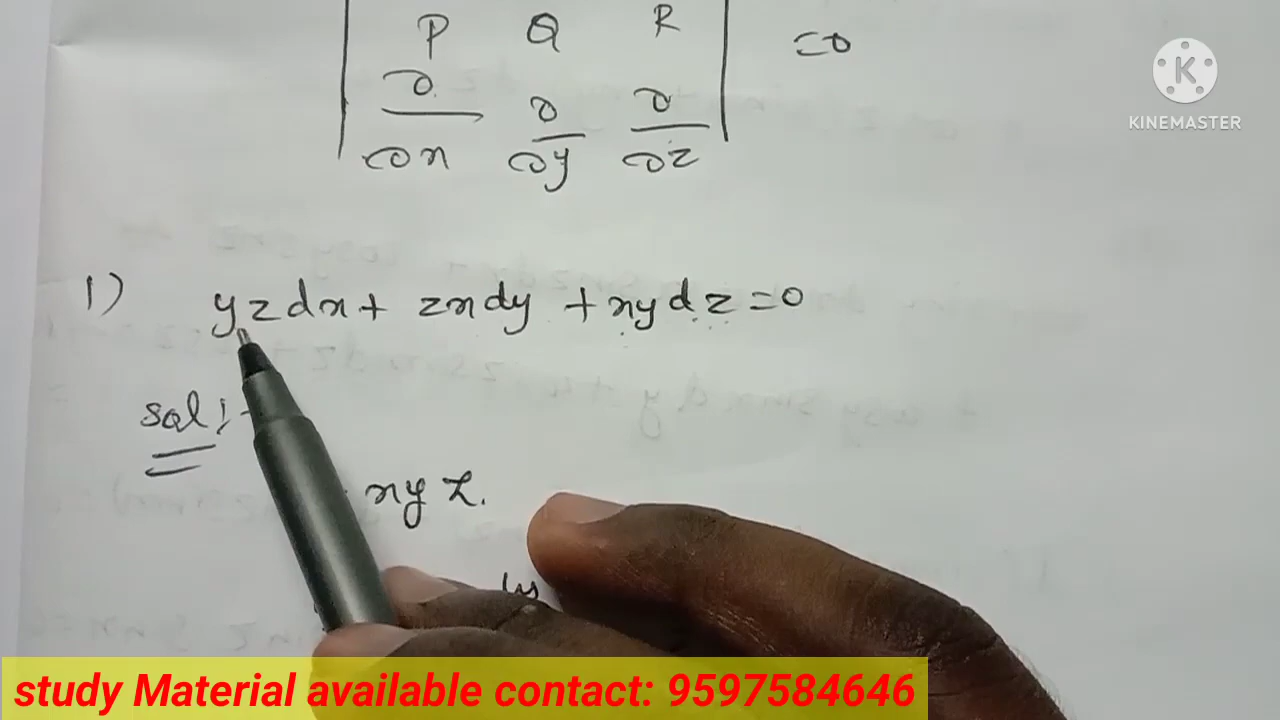 P Q R
∂/∂x ∂/∂y ∂/∂z =0
K
KINEMASTER
1) yzdx + zxdy + xydz =0
Sol:-
xyz.
study Material available contact: 9597584646